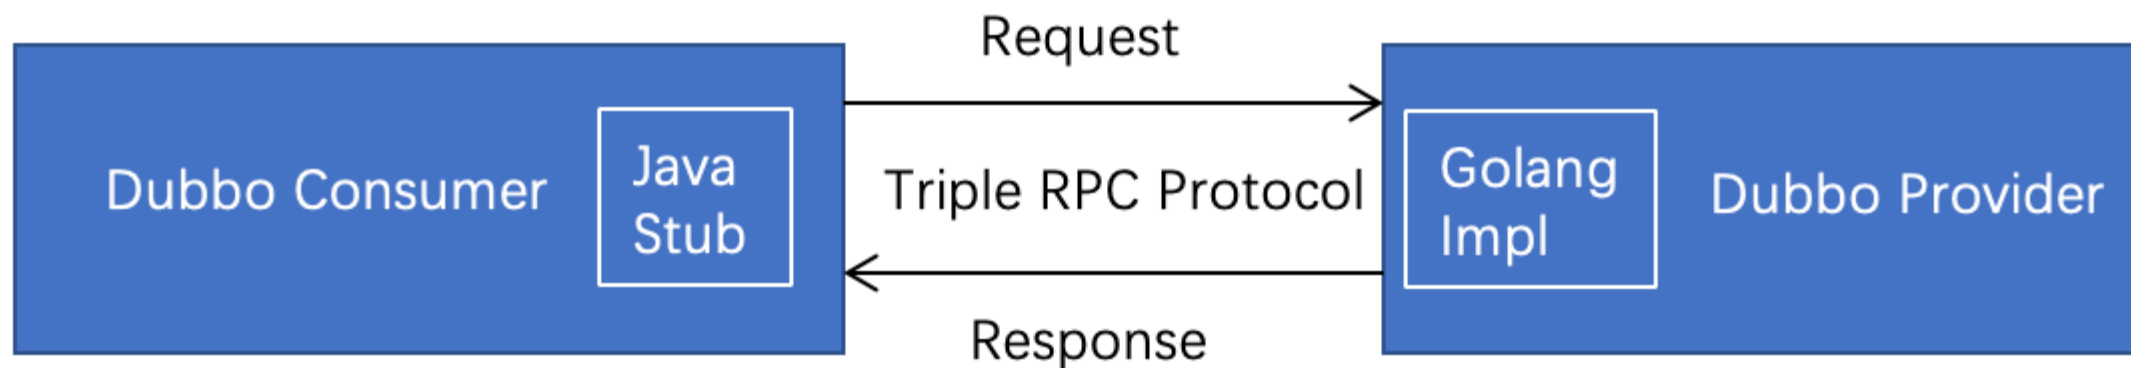 Request
Dubbo Consumer
Java
Stub
Triple RPC Protocol
Golang
Impl
Dubbo Provider
Response